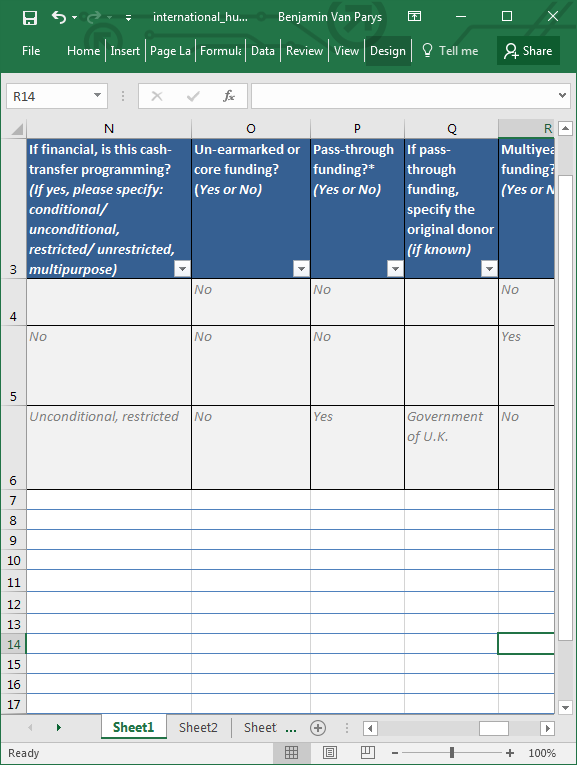 international_hu...
Benjamin Van Parys
File
Home
Insert
Page La
Formula
Data
Review
View
Design
Tell me
Share
R14
fx
N
O
P
Q
R
3
If financial, is this cash-
transfer programming?
(If yes, please specify:
conditional/
unconditional,
restricted/ unrestricted,
multipurpose)
Un-earmarked or
core funding?
(Yes or No)
Pass-through
funding?*
(Yes or No)
If pass-
through
funding,
specify the
original donor
(if known)
Multiyea
funding?
(Yes or N
4
No
No
No
5
No
No
No
Yes
6
Unconditional, restricted
No
Yes
Government
of U.K.
No
7
8
9
10
11
12
13
14
15
16
17
Sheet1
Sheet2
Sheet ...
Ready
100%